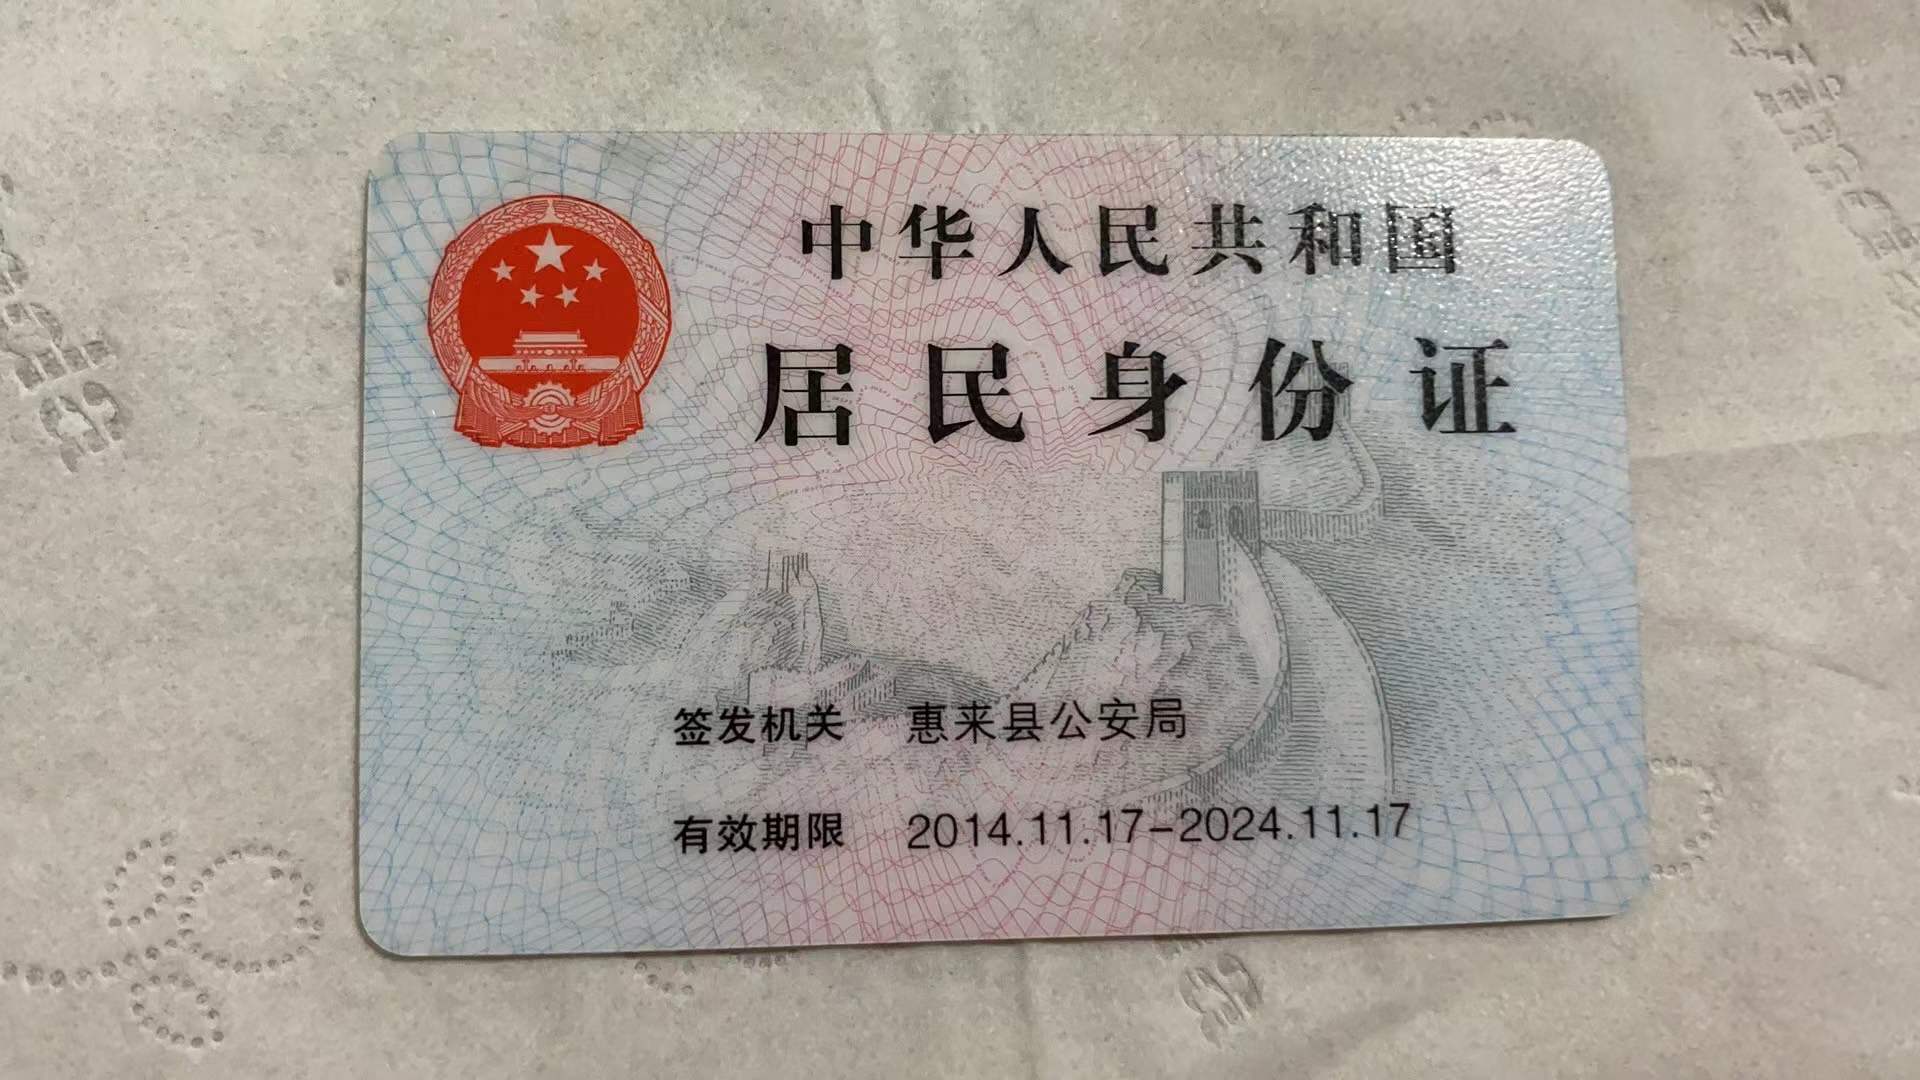 中华人民共和国
居民身份证
签发机关 惠来县公安局
有效期限 2014.11.17-2024.11.17